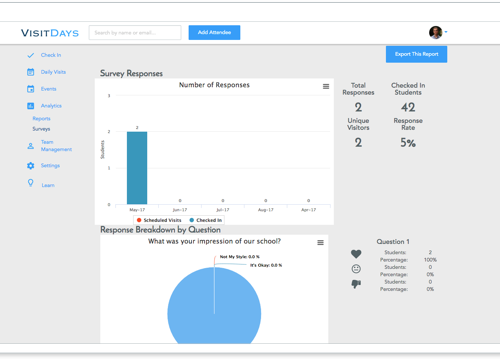 VISITDAYS
Search by name or email...
Add Attendee
Export This Report
Check In
Daily Visits
Events
Analytics
Reports
Surveys
Team Management
Settings
Learn
Survey Responses
Number of Responses
Students
3
2
1
0
2
0
0
0
0
May-17
Jun-17
Jul-17
Aug-17
Apr-17
Scheduled Visits
Checked In
Total Responses
2
Checked In Students
42
Unique Visitors
2
Response Rate
5%
Response Breakdown by Question
What was your impression of our school?
Not My Style: 0.0 %
It's Okay: 0.0 %
Question 1
Students: 2
Percentage: 100%
Students: 0
Percentage: 0%
Students: 0
Percentage: 0%